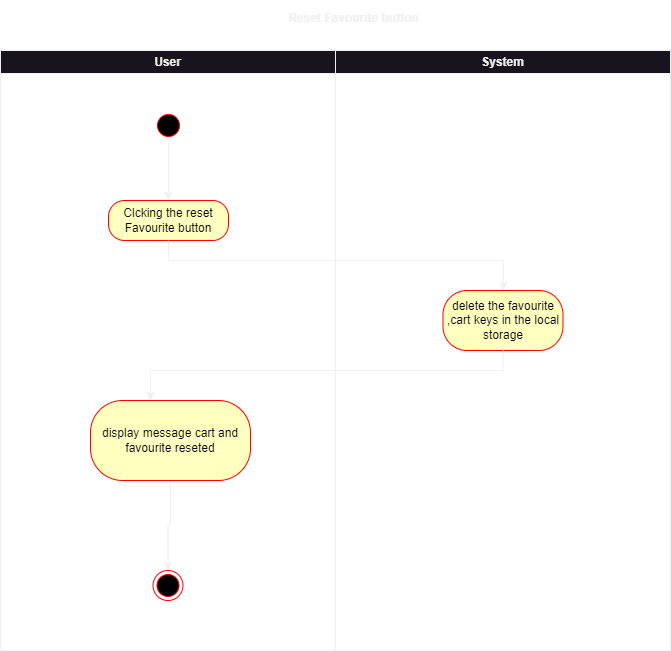 Reset Favourite button
User
System
Clcking the reset
Favourite button
delete the favourite
,cart keys in the local
storage
display message cart and
favourite reseted